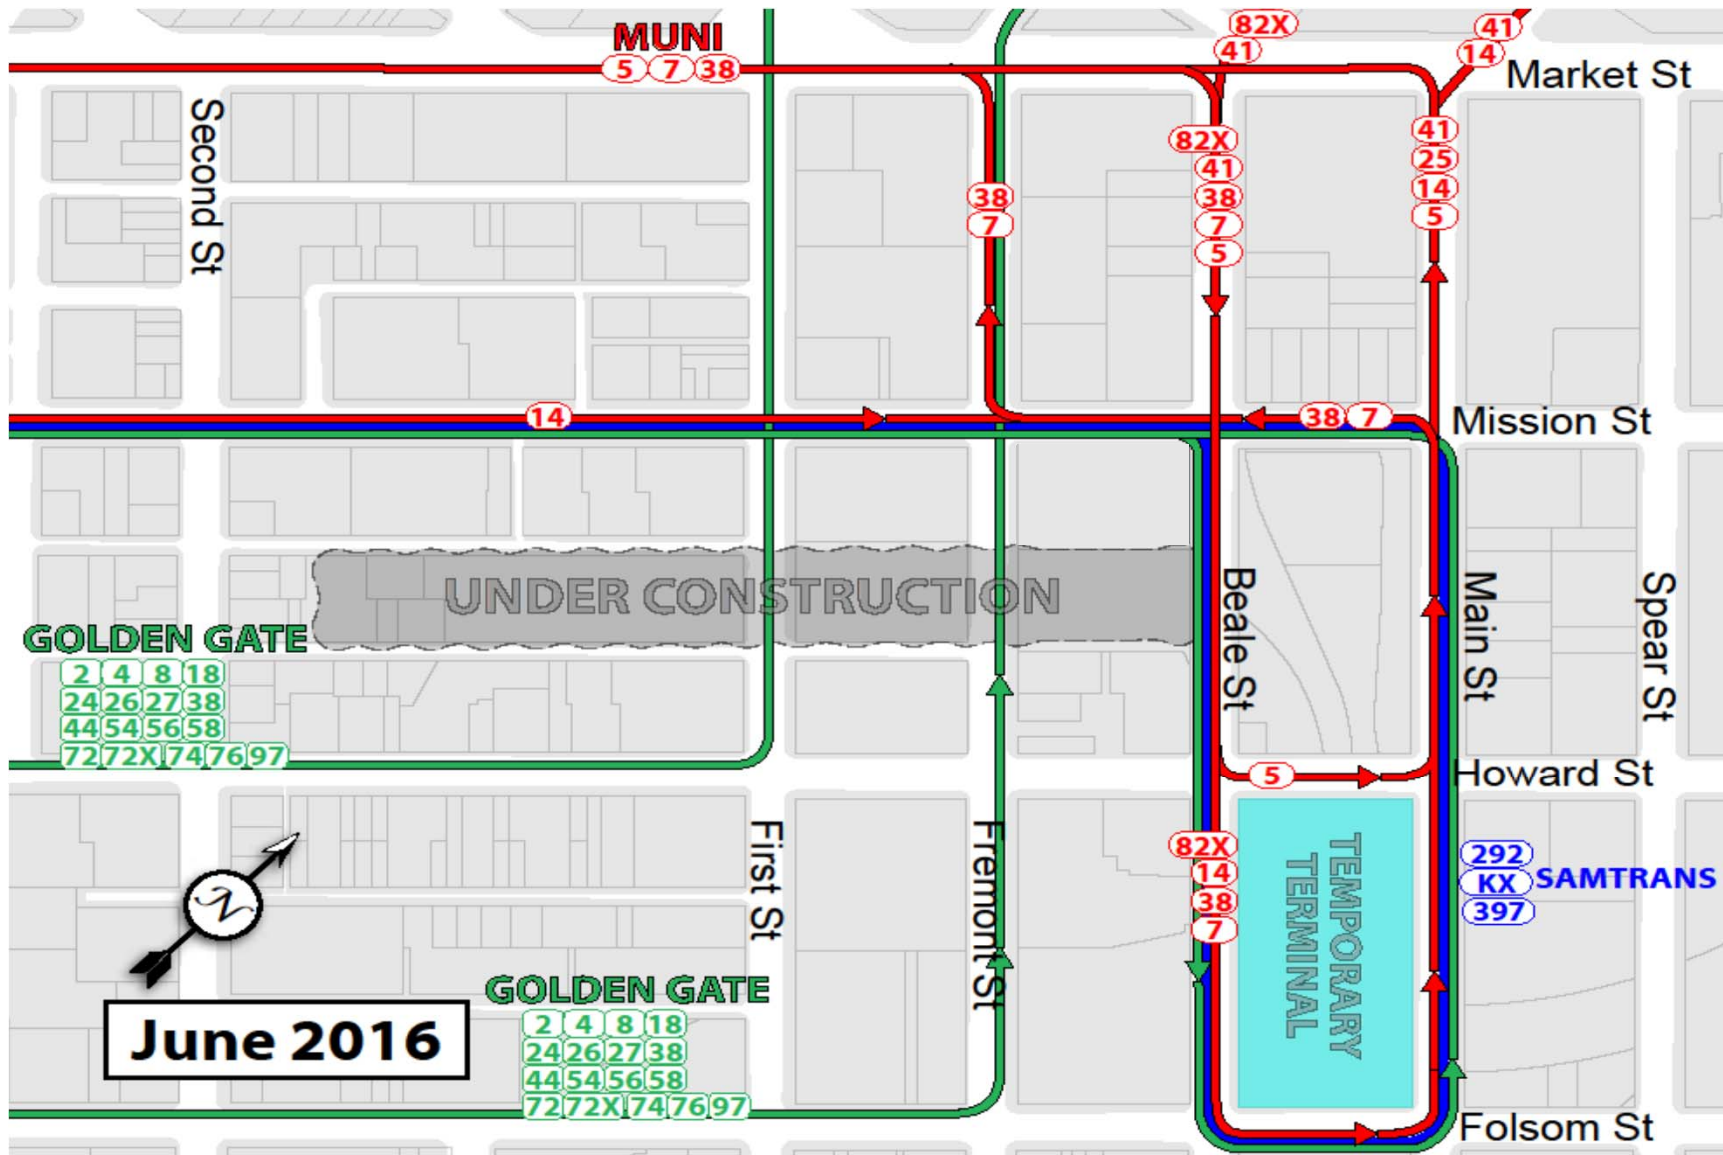 82X
41
41
14
MUNI
5 7 38
Market St
Second St
82X
41
38
7
5
41
25
14
5
38
7
14
38 7
Mission St
UNDER CONSTRUCTION
GOLDEN GATE
2 4 8 18
24 26 27 38
44 54 56 58
72 72X 74 76 97
Beale St
Main St
Spear St
5
Howard St
First St
Fremont St
82X
14
38
7
TEMPORARY
TERMINAL
292
KX
397
SAMTRANS
N
June 2016
GOLDEN GATE
2 4 8 18
24 26 27 38
44 54 56 58
72 72X 74 76 97
Folsom St